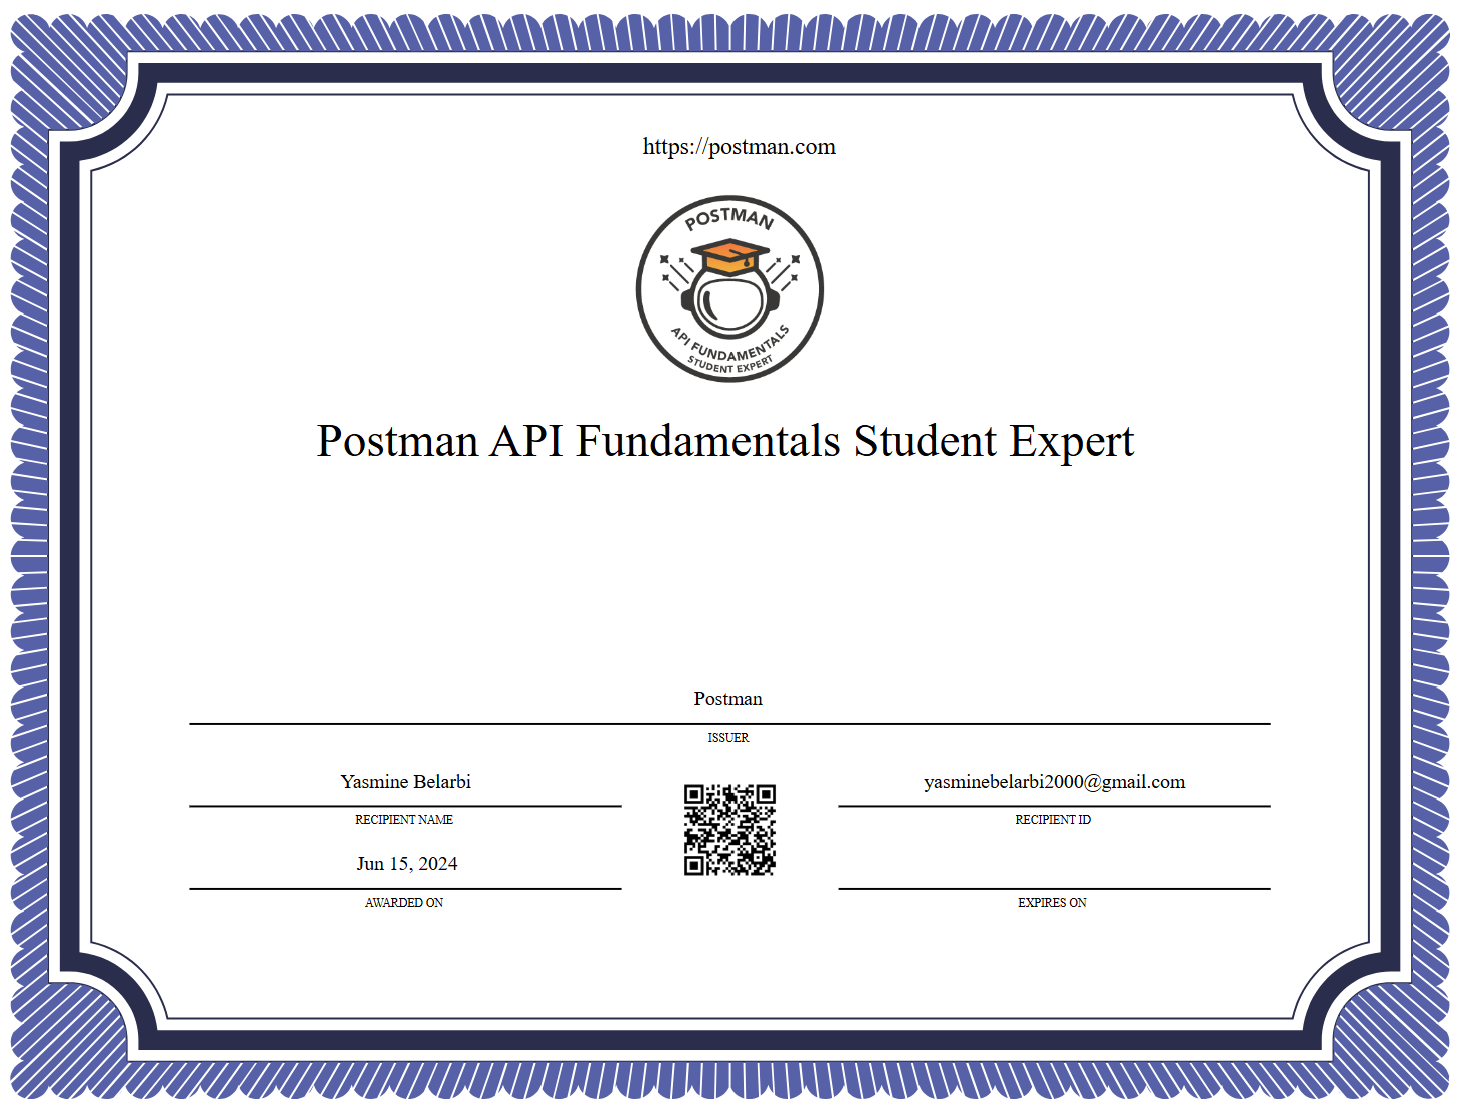 https://postman.com
POSTMAN
API FUNDAMENTALS
STUDENT EXPERT
Postman API Fundamentals Student Expert
Postman
ISSUER
Yasmine Belarbi
RECIPIENT NAME
yasminebelarbi2000@gmail.com
RECIPIENT ID
Jun 15, 2024
AWARDED ON
EXPIRES ON